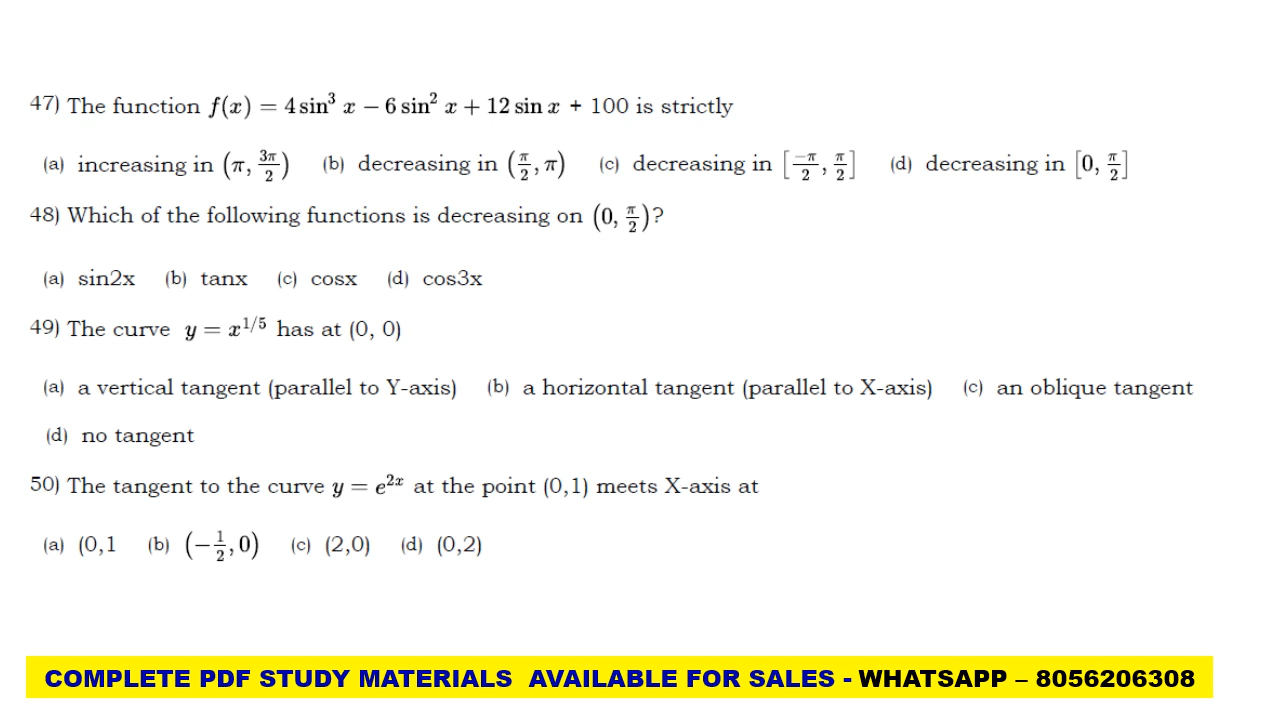 47) The function f(x) = 4 sin³ x − 6 sin² x + 12 sin x + 100 is strictly
(a) increasing in (π, 3π/2) (b) decreasing in (π/2, π) (c) decreasing in [−π/2, π/2] (d) decreasing in [0, π/2]
48) Which of the following functions is decreasing on (0, π/2)?
(a) sin2x (b) tanx (c) cosx (d) cos3x
49) The curve y = x^1/5 has at (0, 0)
(a) a vertical tangent (parallel to Y-axis) (b) a horizontal tangent (parallel to X-axis) (c) an oblique tangent
(d) no tangent
50) The tangent to the curve y = e^2x at the point (0,1) meets X-axis at
(a) (0,1 (b) (−1/2, 0) (c) (2,0) (d) (0,2)
COMPLETE PDF STUDY MATERIALS AVAILABLE FOR SALES - WHATSAPP – 8056206308